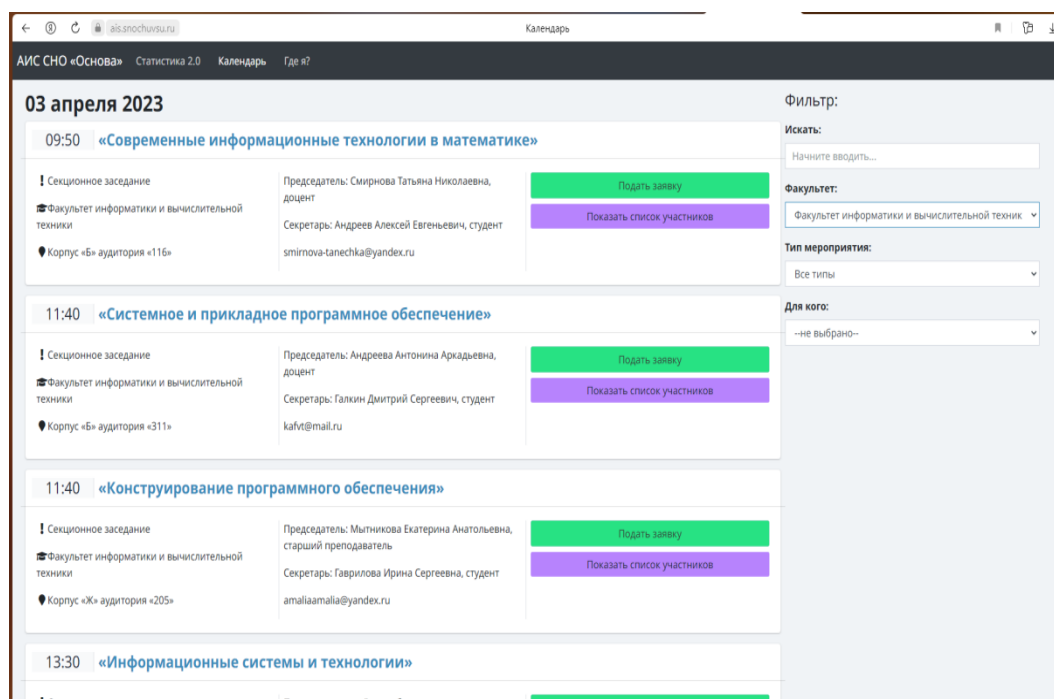 ais.snochuvsu.ru
Календарь
АИС СНО «Основа» Статистика 2.0 Календарь Где я?
03 апреля 2023
09:50 «Современные информационные технологии в математике»
Секционное заседание
Факультет информатики и вычислительной
техники
Корпус «Б» аудитория «116»
Председатель: Смирнова Татьяна Николаевна,
доцент
Секретарь: Андреев Алексей Евгеньевич, студент
smirnova-tanechka@yandex.ru
Подать заявку
Показать список участников
11:40 «Системное и прикладное программное обеспечение»
Секционное заседание
Факультет информатики и вычислительной
техники
Корпус «Б» аудитория «311»
Председатель: Андреева Антонина Аркадьевна,
доцент
Секретарь: Галкин Дмитрий Сергеевич, студент
kafvt@mail.ru
Подать заявку
Показать список участников
11:40 «Конструирование программного обеспечения»
Секционное заседание
Факультет информатики и вычислительной
техники
Корпус «Ж» аудитория «205»
Председатель: Мытникова Екатерина Анатольевна,
старший преподаватель
Секретарь: Гаврилова Ирина Сергеевна, студент
amaliaamalia@yandex.ru
Подать заявку
Показать список участников
13:30 «Информационные системы и технологии»
Фильтр:
Искать:
Начните вводить...
Факультет:
Факультет информатики и вычислительной техник
Тип мероприятия:
Все типы
Для кого:
--не выбрано--